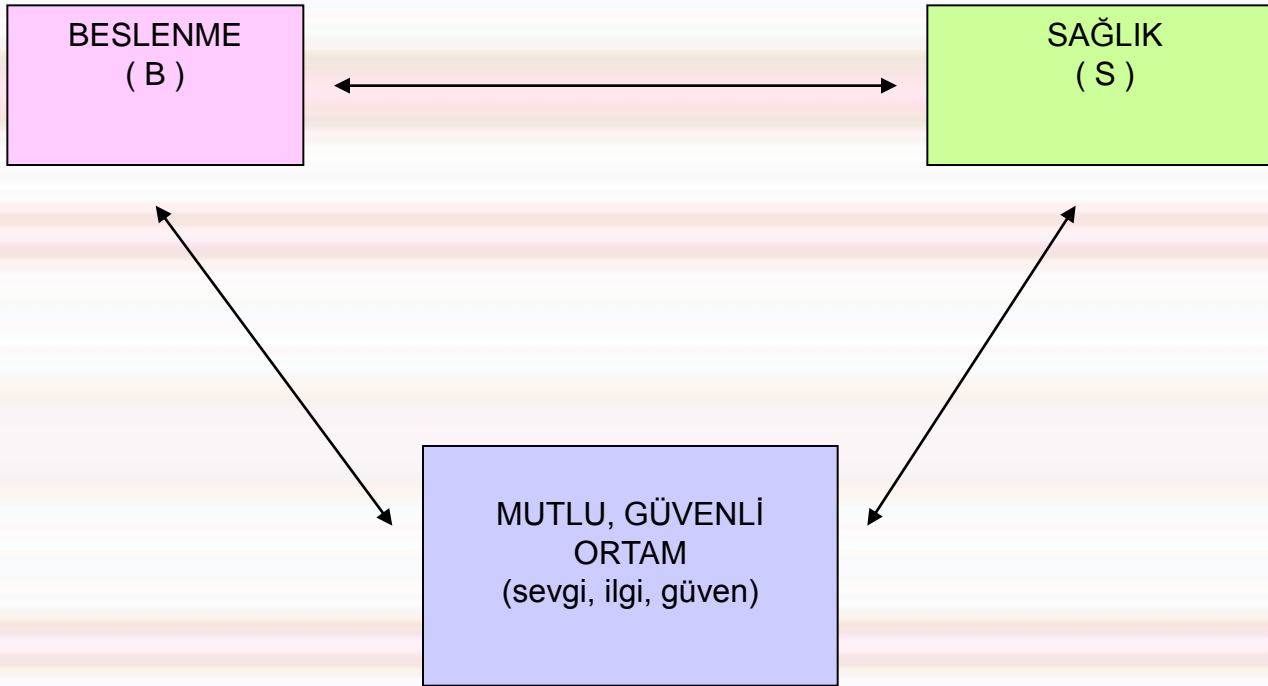 BESLENME
( B )
SAĞLIK
( S )
MUTLU, GÜVENLİ
ORTAM
(sevgi, ilgi, güven)